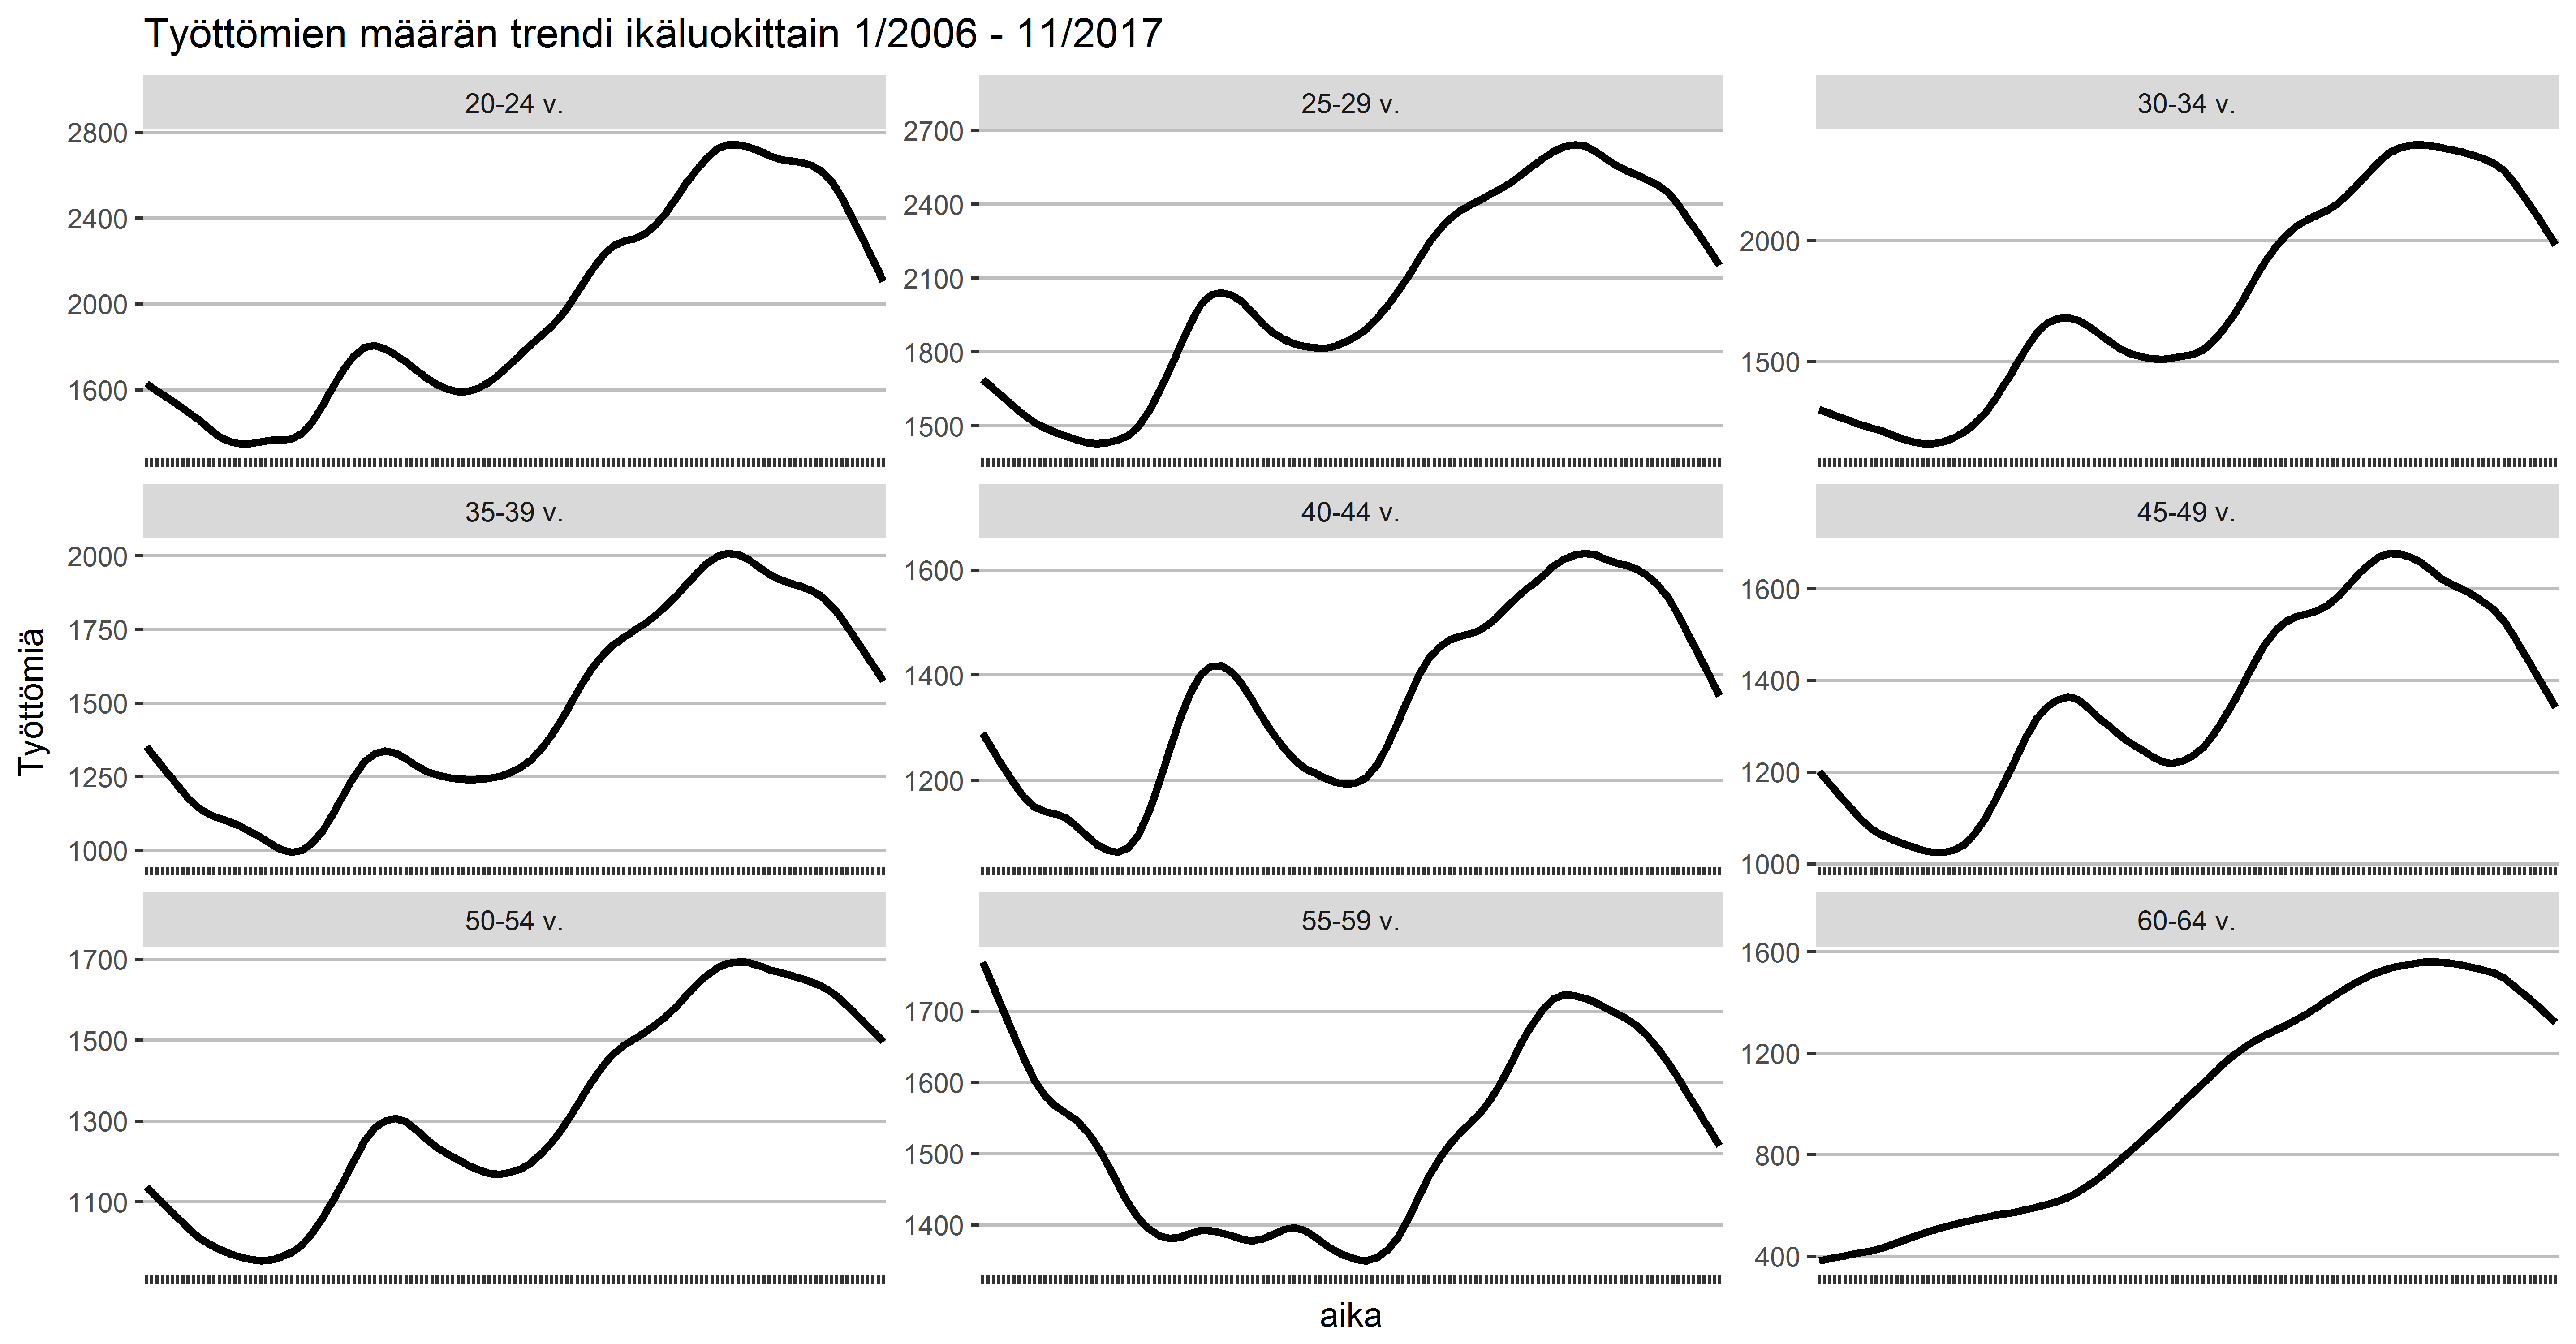 Työttömien määrän trendi ikäluokittain 1/2006 - 11/2017
20-24 v.
25-29 v.
30-34 v.
2800
2400
2000
1600
2700
2400
2100
1800
1500
2000
1500
35-39 v.
40-44 v.
45-49 v.
2000
1750
1500
1250
1000
1600
1400
1200
1600
1400
1200
1000
50-54 v.
55-59 v.
60-64 v.
1700
1500
1300
1100
1700
1600
1500
1400
1600
1200
800
400
Työttömiä
aika